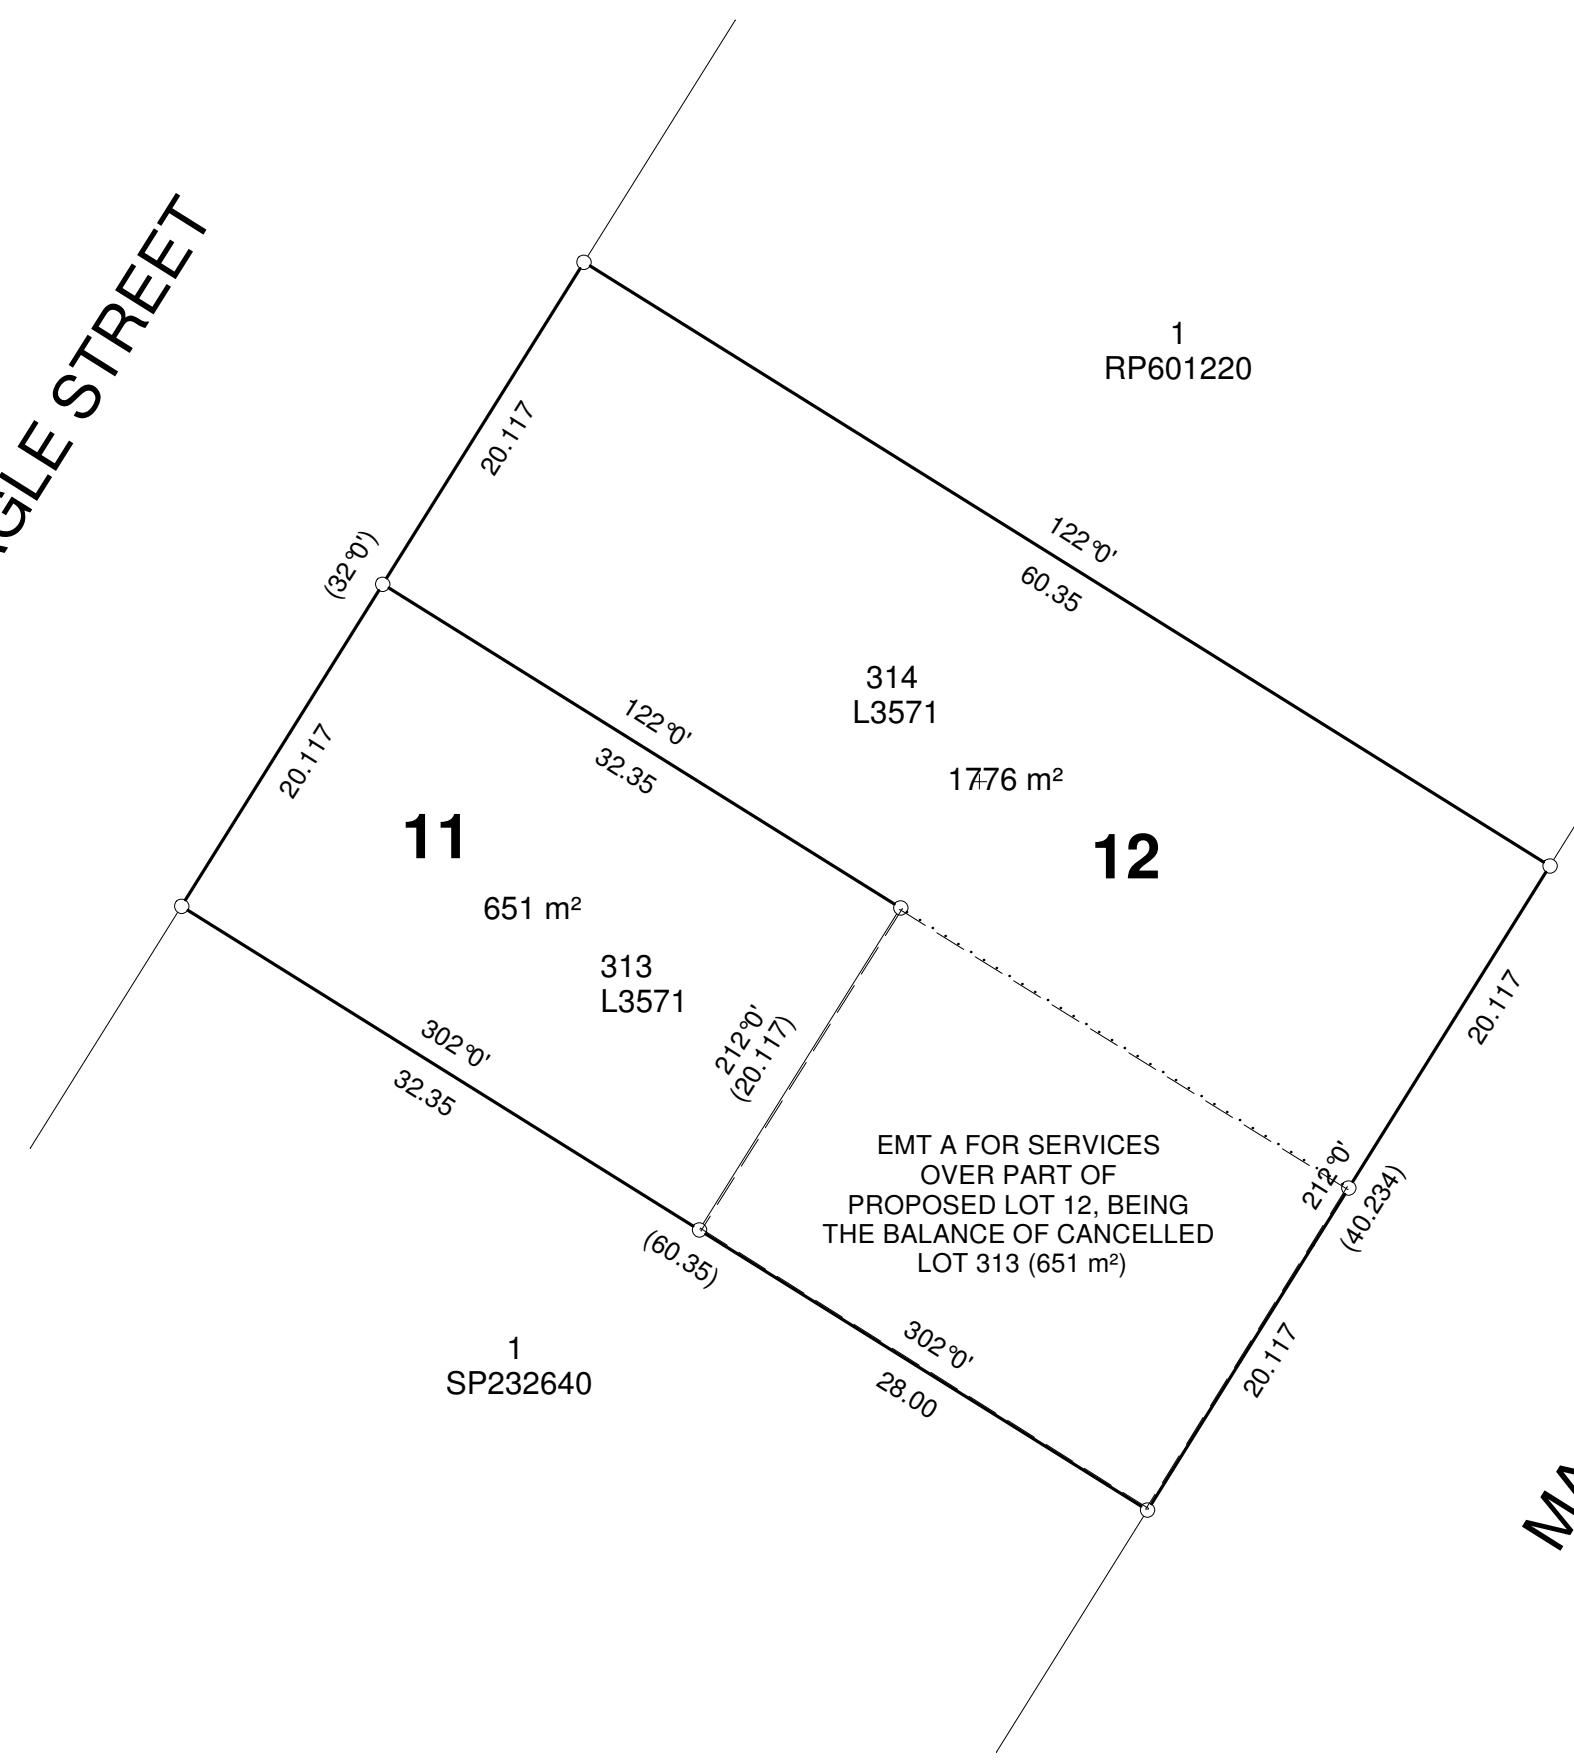 STREET
1
RP601220
20.117
122°0'
60.35
(32°0')
314
L3571
1776 m²
122°0'
32.35
20.117
11
12
651 m²
313
L3571
212°0'
(20.117)
20.117
302°0'
32.35
EMT A FOR SERVICES
OVER PART OF
PROPOSED LOT 12, BEING
THE BALANCE OF CANCELLED
LOT 313 (651 m²)
212°0'
(40.234)
(60.35)
1
SP232640
302°0'
28.00
20.117